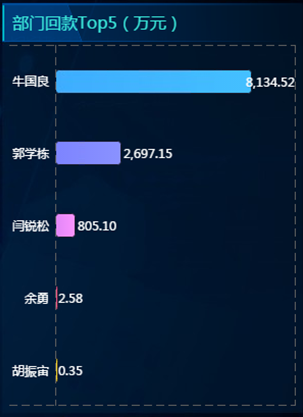 部门回款Top5（万元）
牛国良 8,134.52
郭学栋 2,697.15
闫锐松 805.10
余勇 2.58
胡振宙 0.35